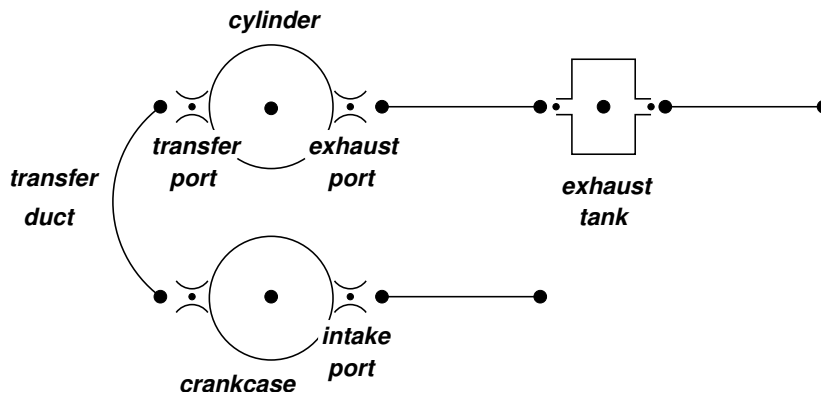 cylinder
transfer
port
exhaust
port
transfer
duct
exhaust
tank
intake
port
crankcase